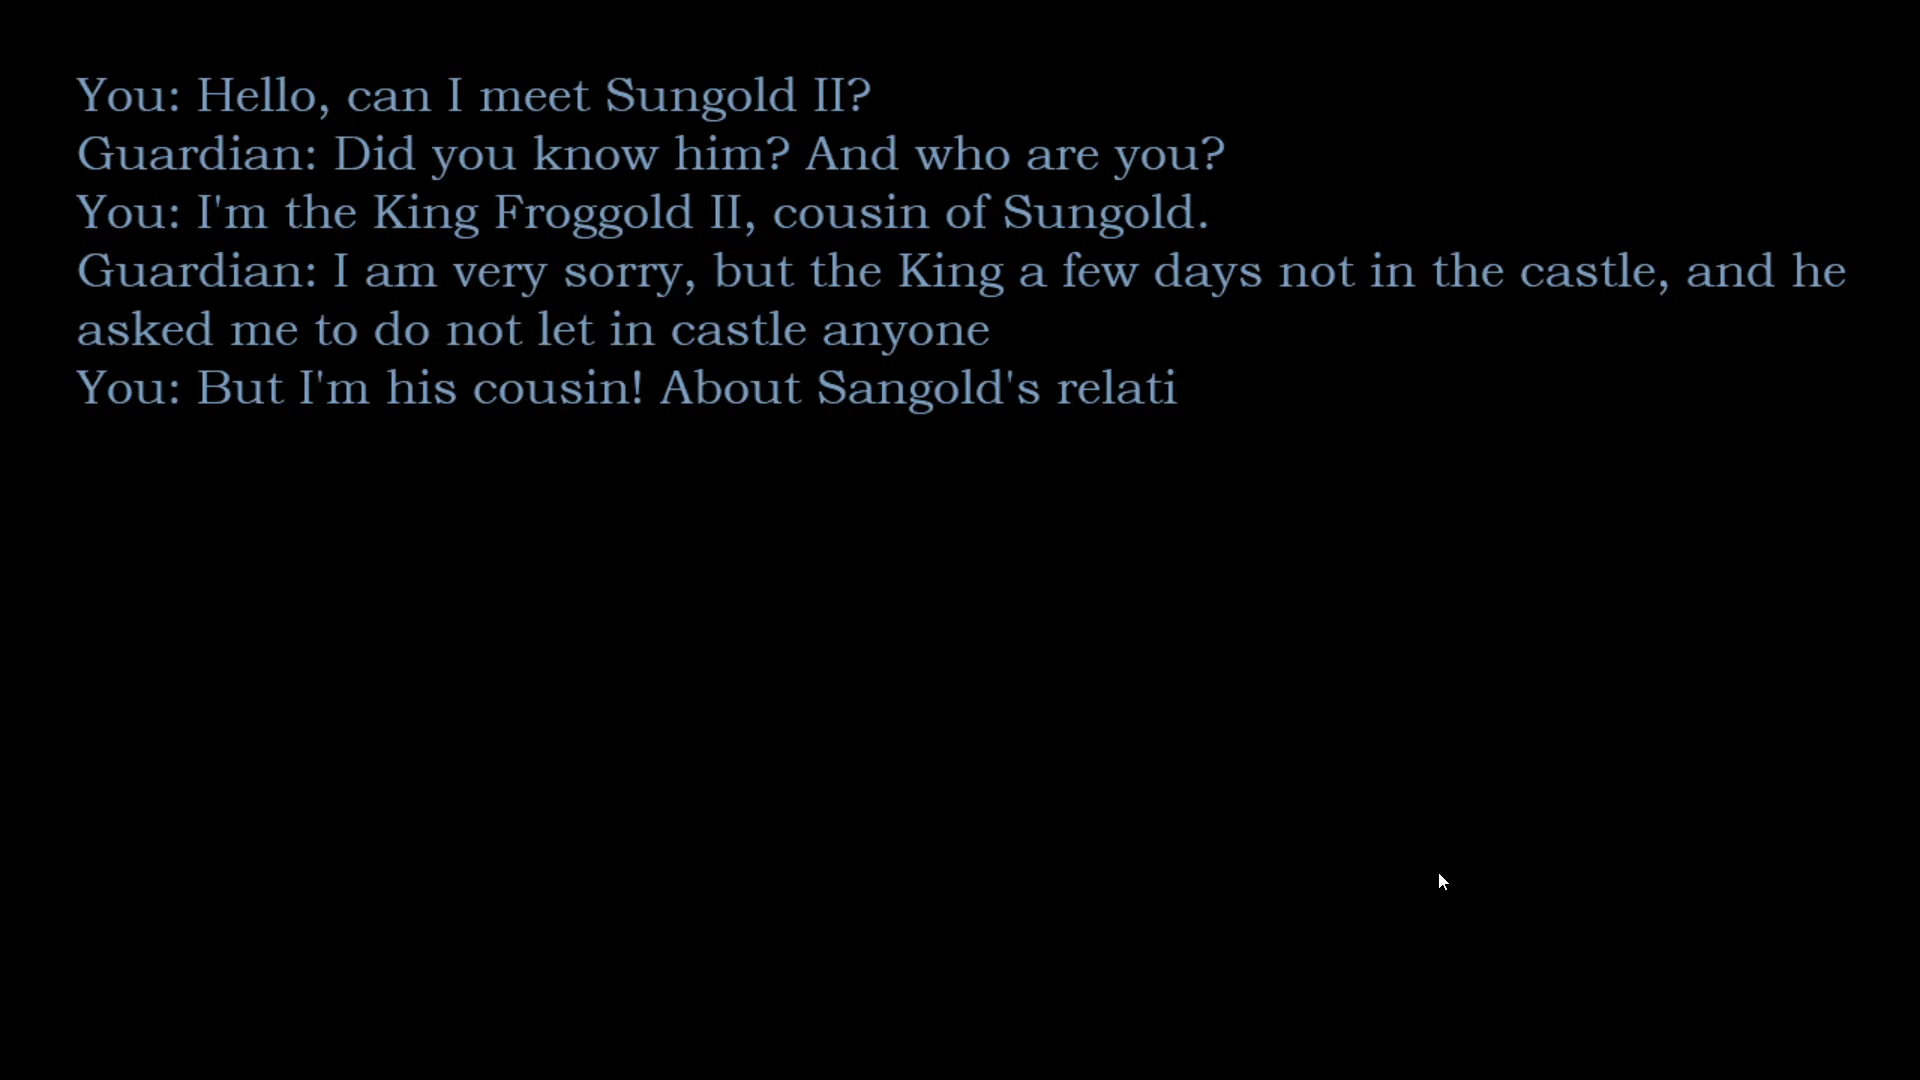 You: Hello, can I meet Sungold II?
Guardian: Did you know him? And who are you?
You: I'm the King Froggold II, cousin of Sungold.
Guardian: I am very sorry, but the King a few days not in the castle, and he
asked me to do not let in castle anyone
You: But I'm his cousin! About Sangold's relati